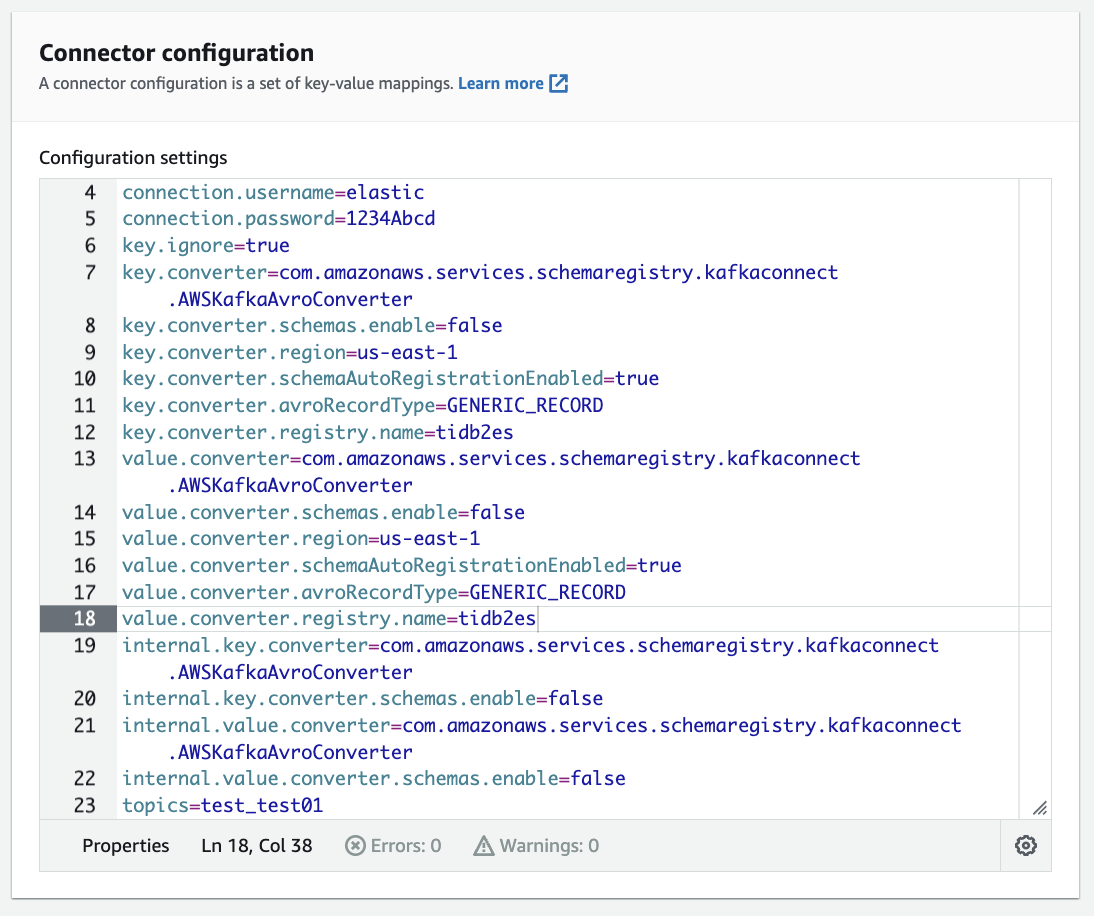 Connector configuration
A connector configuration is a set of key-value mappings. Learn more
Configuration settings
4 connection.username=elastic
5 connection.password=1234Abcd
6 key.ignore=true
7 key.converter=com.amazonaws.services.schemaregistry.kafkaconnect
.AWSKafkaAvroConverter
8 key.converter.schemas.enable=false
9 key.converter.region=us-east-1
10 key.converter.schemaAutoRegistrationEnabled=true
11 key.converter.avroRecordType=GENERIC_RECORD
12 key.converter.registry.name=tidb2es
13 value.converter=com.amazonaws.services.schemaregistry.kafkaconnect
.AWSKafkaAvroConverter
14 value.converter.schemas.enable=false
15 value.converter.region=us-east-1
16 value.converter.schemaAutoRegistrationEnabled=true
17 value.converter.avroRecordType=GENERIC_RECORD
18 value.converter.registry.name=tidb2es
19 internal.key.converter=com.amazonaws.services.schemaregistry.kafkaconnect
.AWSKafkaAvroConverter
20 internal.key.converter.schemas.enable=false
21 internal.value.converter=com.amazonaws.services.schemaregistry.kafkaconnect
.AWSKafkaAvroConverter
22 internal.value.converter.schemas.enable=false
23 topics=test_test01
Properties Ln 18, Col 38 Errors: 0 Warnings: 0